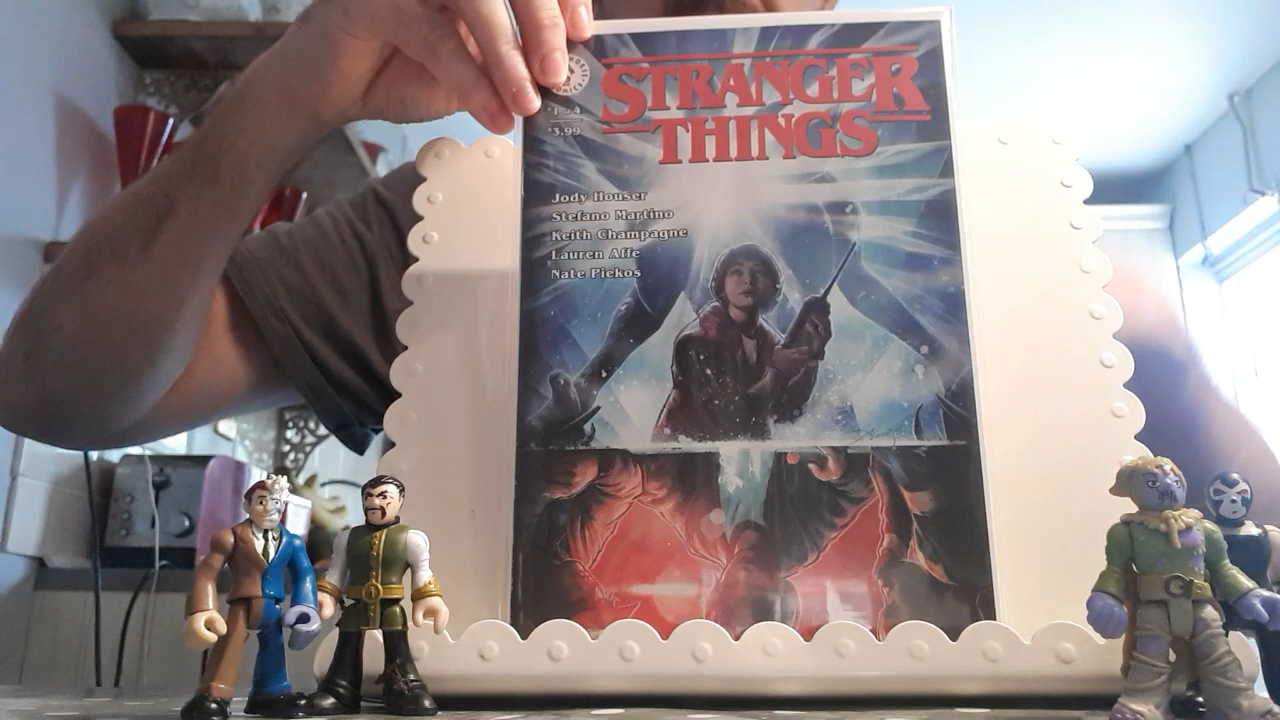 STRANGER
THINGS
$3.99
Jody Houser
Stefano Martino
Keith Champagne
Lauren Affe
Nate Piekos